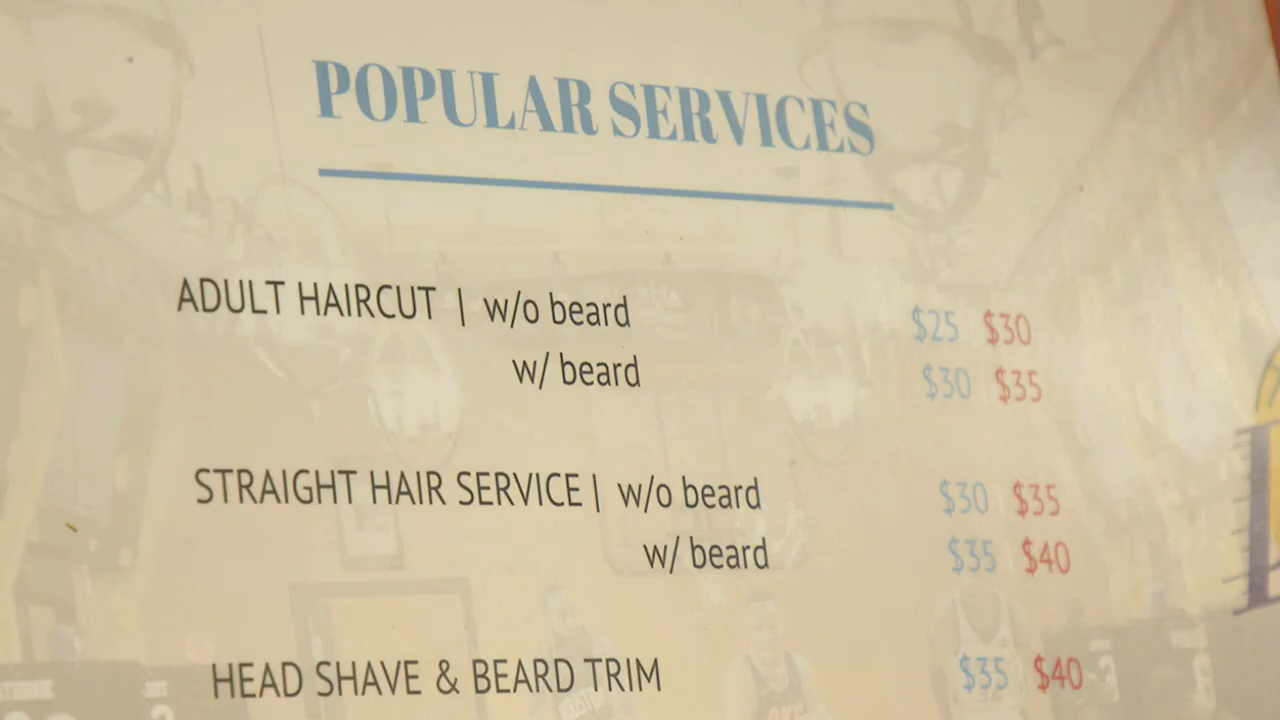 POPULAR SERVICES
ADULT HAIRCUT | w/o beard $25 $30
w/ beard $30 $35
STRAIGHT HAIR SERVICE | w/o beard $30 $35
w/ beard $35 $40
HEAD SHAVE & BEARD TRIM $35 $40